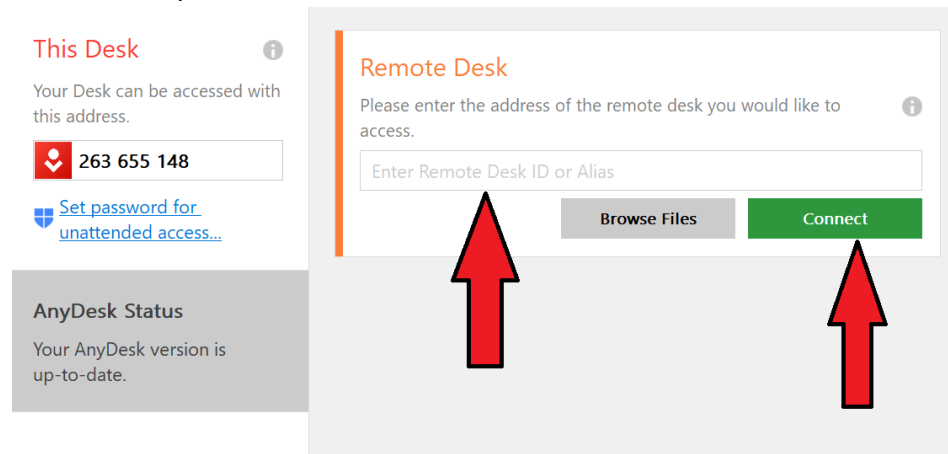 This Desk
Your Desk can be accessed with
this address.
263 655 148
Set password for
unattended access...
AnyDesk Status
Your AnyDesk version is
up-to-date.
Remote Desk
Please enter the address of the remote desk you would like to
access.
Enter Remote Desk ID or Alias
Browse Files
Connect